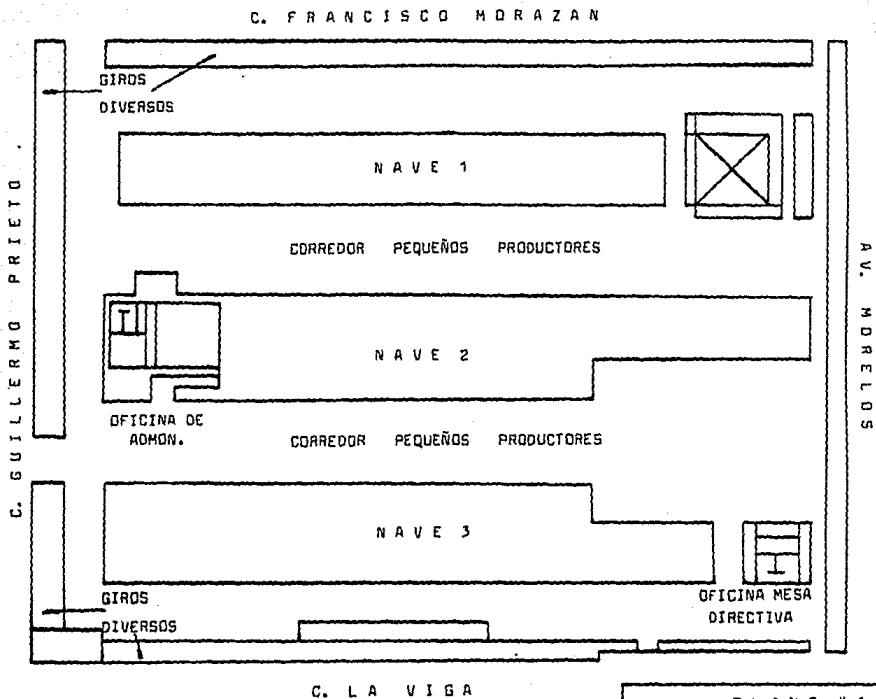 C. FRANCISCO MORAZAN
GIROS
DIVERSOS
NAVE 1
C. GUILLERMO PRIETO.
CORREDOR PEQUEÑOS PRODUCTORES
AV. MORELOS
NAVE 2
OFICINA DE
ADMON.
CORREDOR PEQUEÑOS PRODUCTORES
NAVE 3
GIROS
DIVERSOS
OFICINA MESA
DIRECTIVA
C. LA VIGA